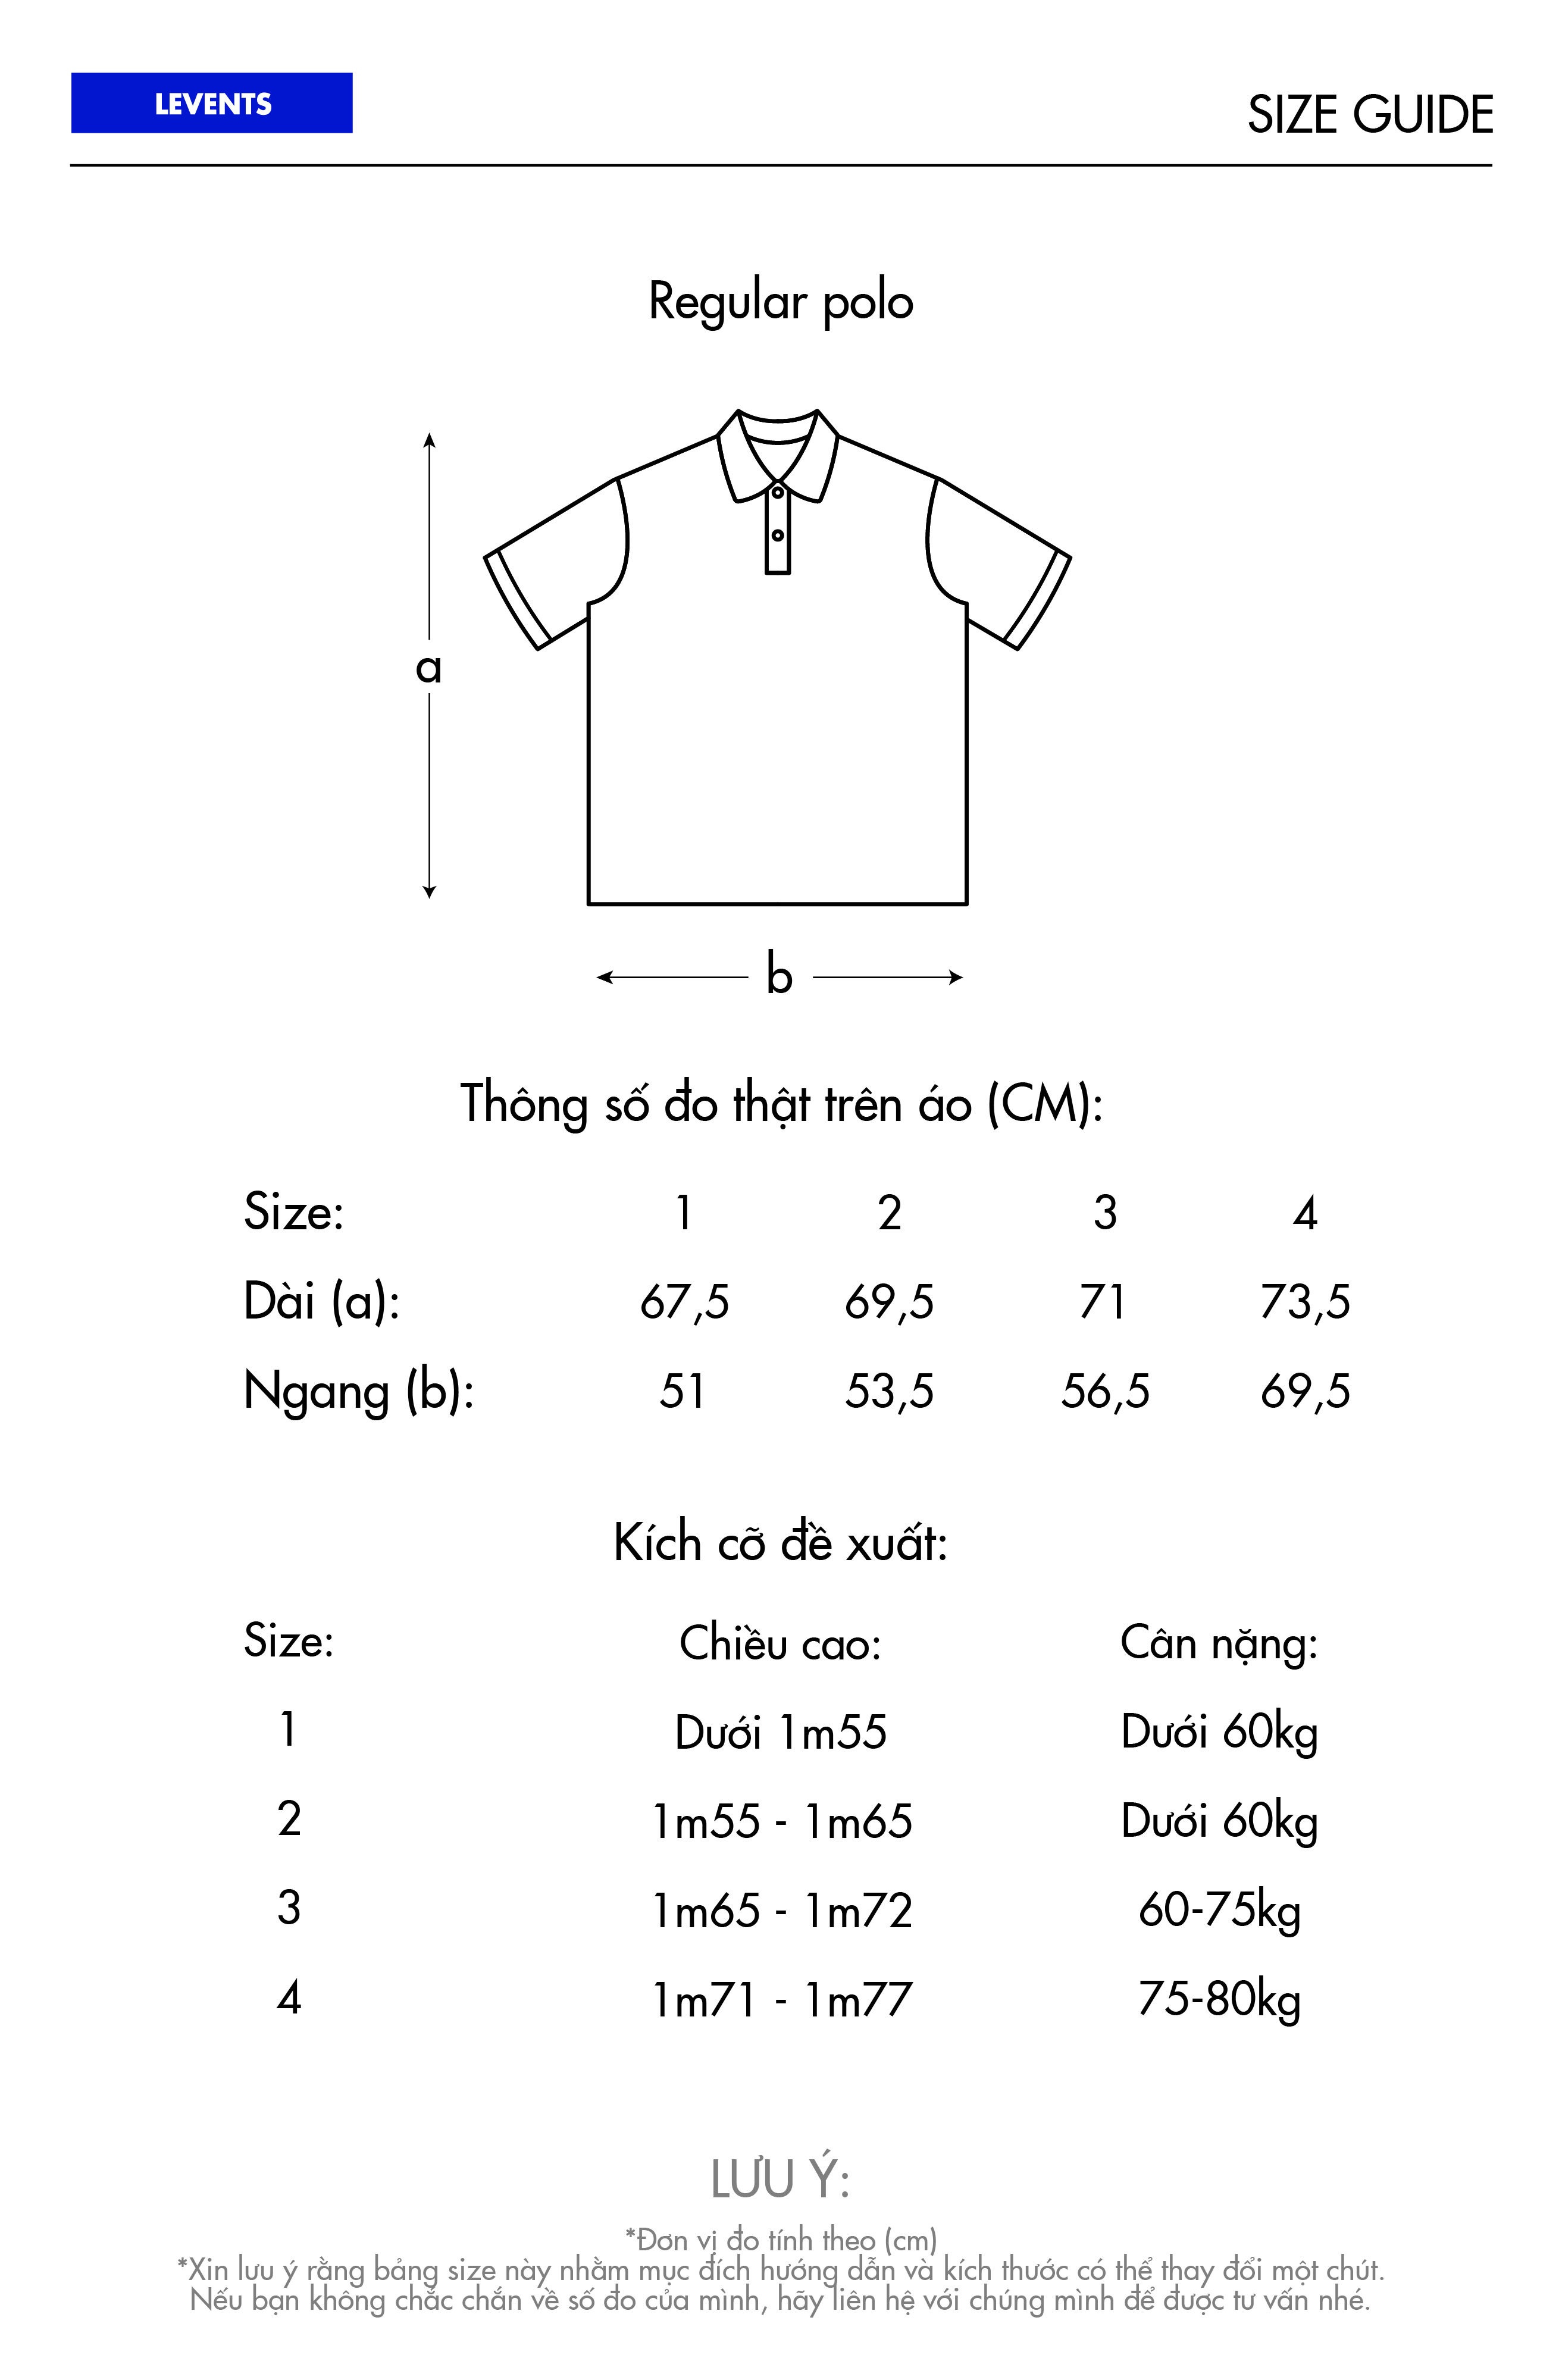 LEVENTS
SIZE GUIDE
Regular polo
a
b
Thông số đo thật trên áo (CM):
Size: 1 2 3 4
Dài (a): 67,5 69,5 71 73,5
Ngang (b): 51 53,5 56,5 69,5
Kích cỡ đề xuất:
Size: Chiều cao: Cân nặng:
1 Dưới 1m55 Dưới 60kg
2 1m55 - 1m65 Dưới 60kg
3 1m65 - 1m72 60-75kg
4 1m71 - 1m77 75-80kg
LƯU Ý:
*Đơn vị đo tính theo (cm)
*Xin lưu ý rằng bảng size này nhằm mục đích hướng dẫn và kích thước có thể thay đổi một chút.
Nếu bạn không chắc chắn về số đo của mình, hãy liên hệ với chúng mình để được tư vấn nhé.